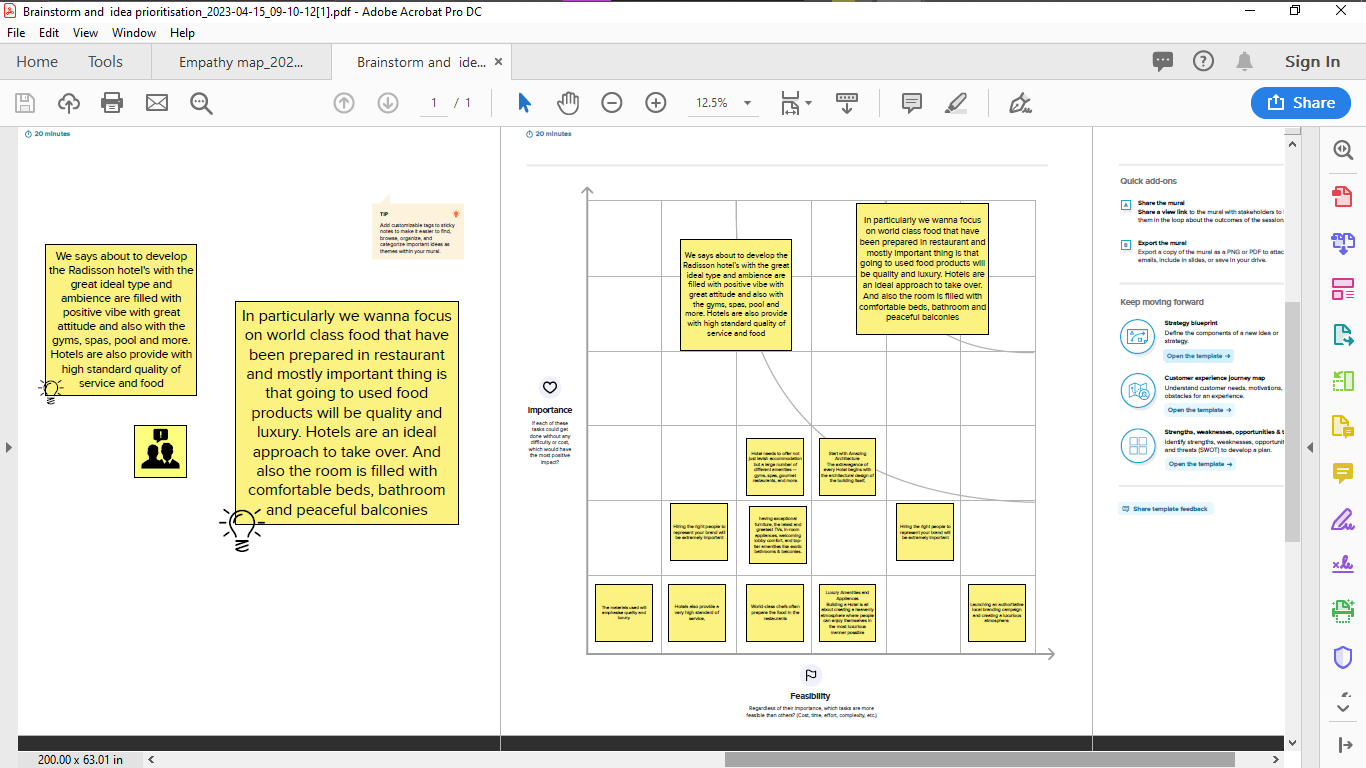 Brainstorm and  idea prioritisation_2023-04-15_09-10-12[1].pdf - Adobe Acrobat Pro DC
File Edit View Window Help
Home Tools Empathy map_202... Brainstorm and ide... ×
Sign In
1 / 1
12.5%
Share
20 minutes
TIP
Add customizable tags to sticky
notes to make it easier to find,
browse, organize, and
categorize important ideas as
themes within your mural.
We says about to develop
the Radisson hotel's with the
great ideal type and
ambience are filled with
positive vibe with great
attitude and also with the
gyms, spas, pool and more.
Hotels are also provide with
high standard quality of
service and food
In particularly we wanna focus
on world class food that have
been prepared in restaurant
and mostly important thing is
that going to used food
products will be quality and
luxury. Hotels are an ideal
approach to take over. And
also the room is filled with
comfortable beds, bathroom
and peaceful balconies
20 minutes
We says about to develop the
Radisson hotel's with the great
ideal type and ambience are
filled with positive vibe with
great attitude and also with
the gyms, spas, pool and
more. Hotels are also provide
with high standard quality of
service and food
In particularly we wanna focus
on world class food that have
been prepared in restaurant and
mostly important thing is that
going to used food products will
be quality and luxury. Hotels are
an ideal approach to take over.
And also the room is filled with
comfortable beds, bathroom and
peaceful balconies
Importance
If each of these
tasks could get
done without any
difficulty or cost,
which would have
the most positive
impact?
Hotel needs to offer not
just lavish accommodation
but a large number of
different amenities —
gyms, spas, gourmet
restaurants, and more.
Start with Amazing
Architecture
The extravagance of
every Hotel begins with
the architectural design of
the building itself,
Hiring the right people to
represent your brand will
be extremely important
having exceptional
furniture, the latest and
greatest TVs, in-room
appliances, welcoming
lobby comfort, and top-
tier amenities like exotic
bathrooms & balconies.
Hiring the right people to
represent your brand will
be extremely important
The materials used will
emphasise quality and
luxury.
Hotels also provide a
very high standard of
service,
World-class chefs often
prepare the food in the
restaurants
Luxury Amenities and
Appliances
Building a Hotel is all
about creating a heavenly
atmosphere where people
can enjoy themselves in
the most luxurious
manner possible
Launching an authoritative
local branding campaign
and creating a luxurious
atmosphere
Feasibility
Regardless of their importance, which tasks are more
feasible than others? (Cost, time, effort, complexity, etc.)
Quick add-ons
A Share the mural
Share a view link to the mural with stakeholders to
them in the loop about the outcomes of the session.
B Export the mural
Export a copy of the mural as a PNG or PDF to attac
emails, include in slides, or save in your drive.
Keep moving forward
Strategy blueprint
Define the components of a new idea or
strategy.
Open the template →
Customer experience journey map
Understand customer needs, motivations,
obstacles for an experience.
Open the template →
Strengths, weaknesses, opportunities & t
Identify strengths, weaknesses, opportunit
and threats (SWOT) to develop a plan.
Open the template →
Share template feedback
200.00 x 63.01 in